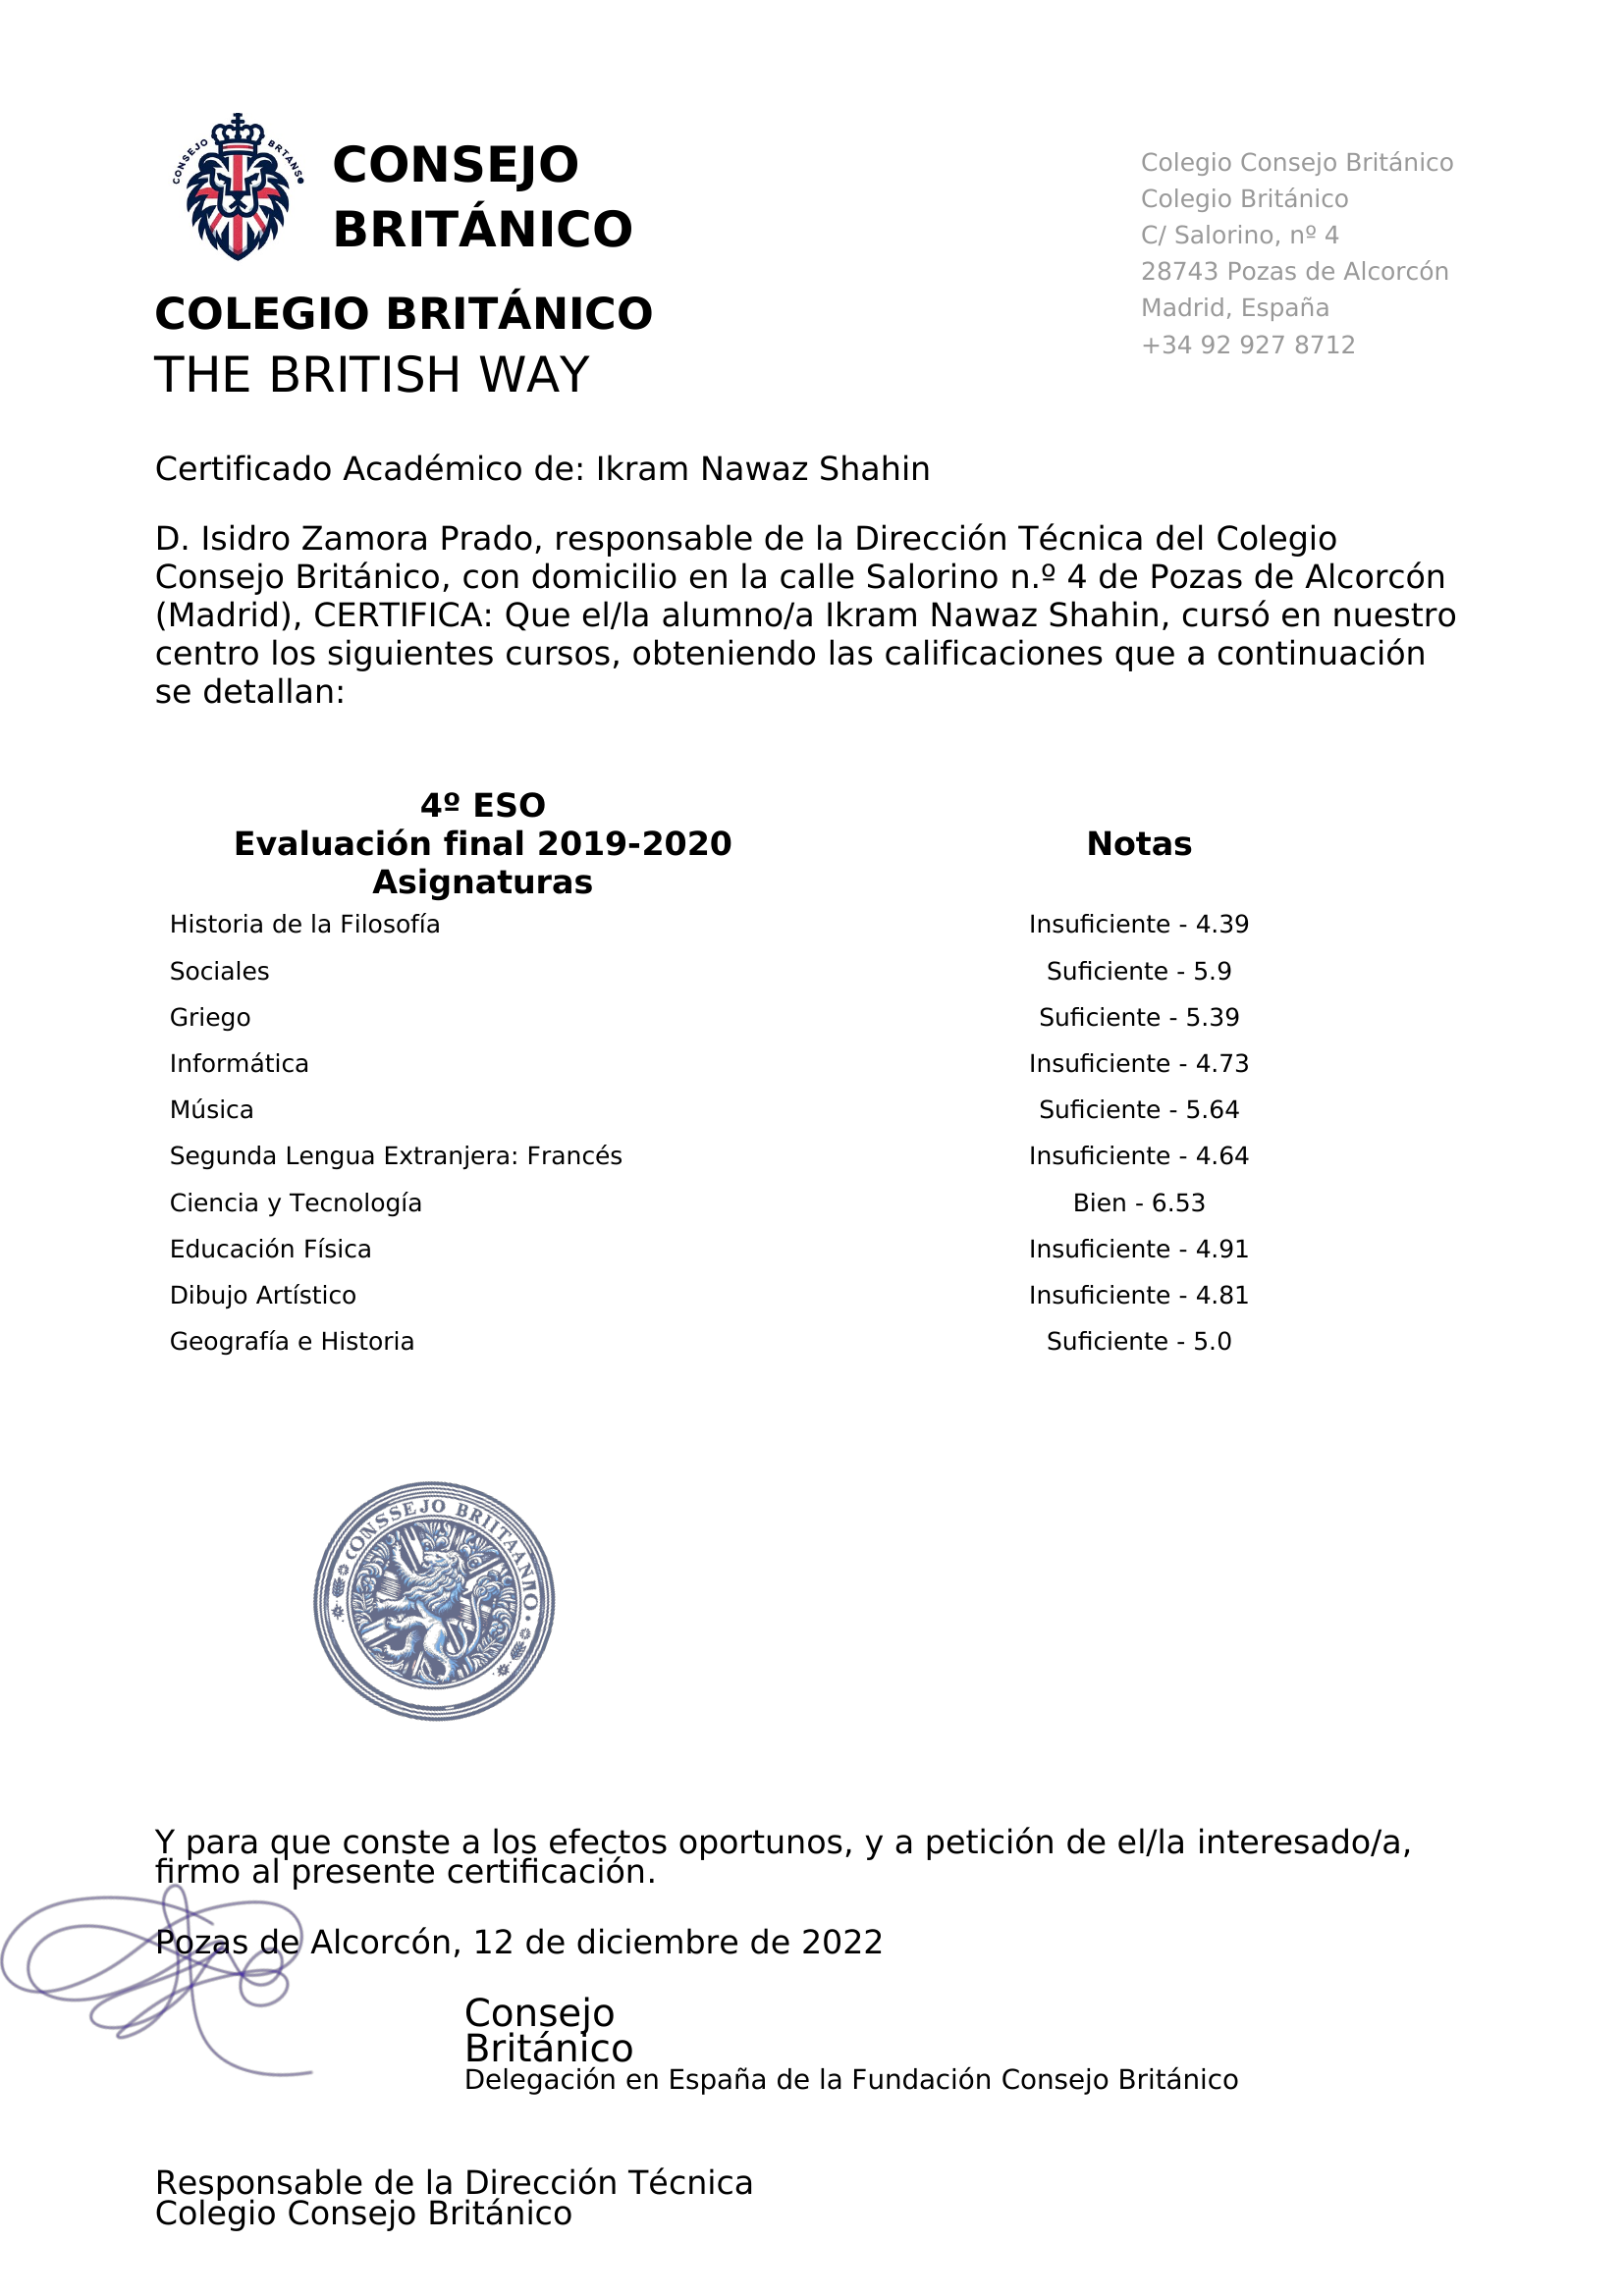 CONSEJO BRTANS
CONSEJO
BRITÁNICO
COLEGIO BRITÁNICO
THE BRITISH WAY
Colegio Consejo Británico
Colegio Británico
C/ Salorino, nº 4
28743 Pozas de Alcorcón
Madrid, España
+34 92 927 8712
Certificado Académico de: Ikram Nawaz Shahin
D. Isidro Zamora Prado, responsable de la Dirección Técnica del Colegio
Consejo Británico, con domicilio en la calle Salorino n.º 4 de Pozas de Alcorcón
(Madrid), CERTIFICA: Que el/la alumno/a Ikram Nawaz Shahin, cursó en nuestro
centro los siguientes cursos, obteniendo las calificaciones que a continuación
se detallan:
4º ESO
Evaluación final 2019-2020 Notas
Asignaturas
Historia de la Filosofía Insuficiente - 4.39
Sociales Suficiente - 5.9
Griego Suficiente - 5.39
Informática Insuficiente - 4.73
Música Suficiente - 5.64
Segunda Lengua Extranjera: Francés Insuficiente - 4.64
Ciencia y Tecnología Bien - 6.53
Educación Física Insuficiente - 4.91
Dibujo Artístico Insuficiente - 4.81
Geografía e Historia Suficiente - 5.0
CONSSEJO BRIITAANIO
Y para que conste a los efectos oportunos, y a petición de el/la interesado/a,
firmo al presente certificación.
Pozas de Alcorcón, 12 de diciembre de 2022
Consejo
Británico
Delegación en España de la Fundación Consejo Británico
Responsable de la Dirección Técnica
Colegio Consejo Británico